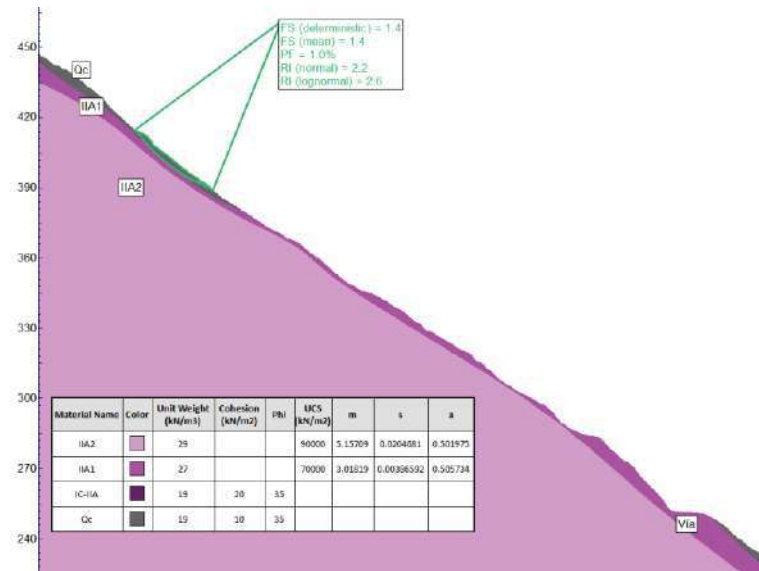 FS (deterministic) = 1.4
FS (mean) = 1.4
PF = 1.0%
RI (normal) = 2.2
RI (lognormal) = 2.6
450
Qc
IIA1
420
IIA2
390
360
330
300
Material Name Color Unit Weight (kN/m3) Cohesion (kN/m2) Phi UCS (kN/m2) m s a
IIA2 29 90000 5.15709 0.0204681 0.501975
IIA1 27 70000 3.01819 0.00386592 0.505734
IC-IIA 19 20 35
Qc 19 10 35
270
Vía
240